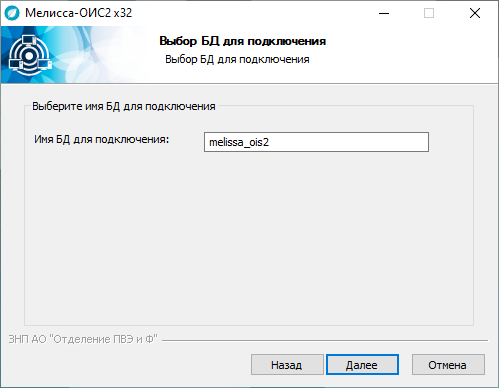 Мелисса-ОИС2 x32
Выбор БД для подключения
Выбор БД для подключения
Выберите имя БД для подключения
Имя БД для подключения: melissa_ois2
ЗНП АО "Отделение ПВЭ и Ф"
Назад Далее Отмена